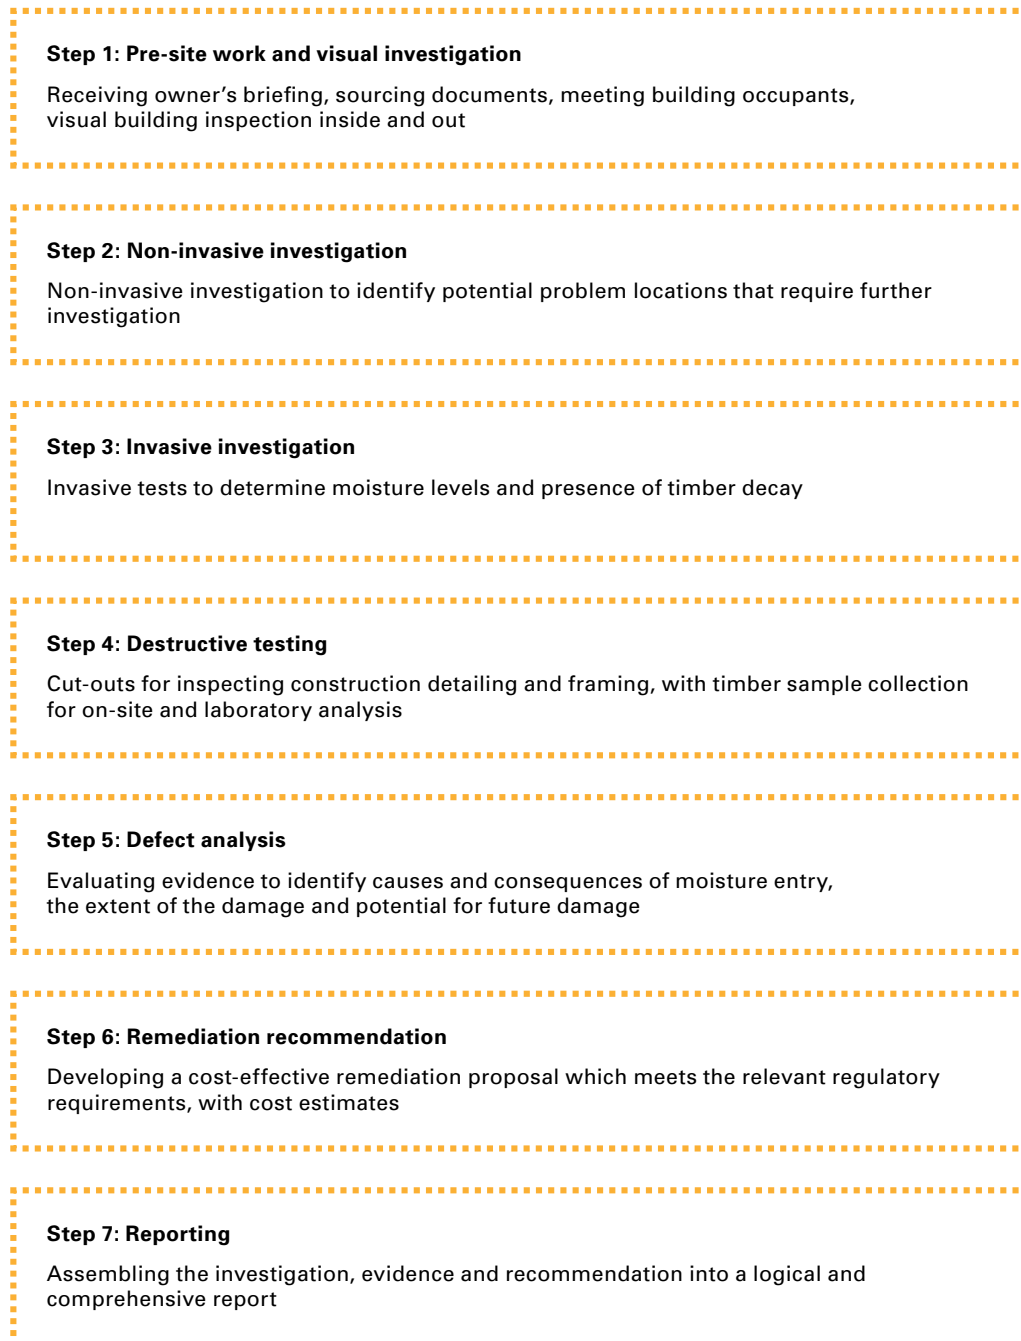 Step 1: Pre-site work and visual investigation
Receiving owner’s briefing, sourcing documents, meeting building occupants,
visual building inspection inside and out
Step 2: Non-invasive investigation
Non-invasive investigation to identify potential problem locations that require further
investigation
Step 3: Invasive investigation
Invasive tests to determine moisture levels and presence of timber decay
Step 4: Destructive testing
Cut-outs for inspecting construction detailing and framing, with timber sample collection
for on-site and laboratory analysis
Step 5: Defect analysis
Evaluating evidence to identify causes and consequences of moisture entry,
the extent of the damage and potential for future damage
Step 6: Remediation recommendation
Developing a cost-effective remediation proposal which meets the relevant regulatory
requirements, with cost estimates
Step 7: Reporting
Assembling the investigation, evidence and recommendation into a logical and
comprehensive report